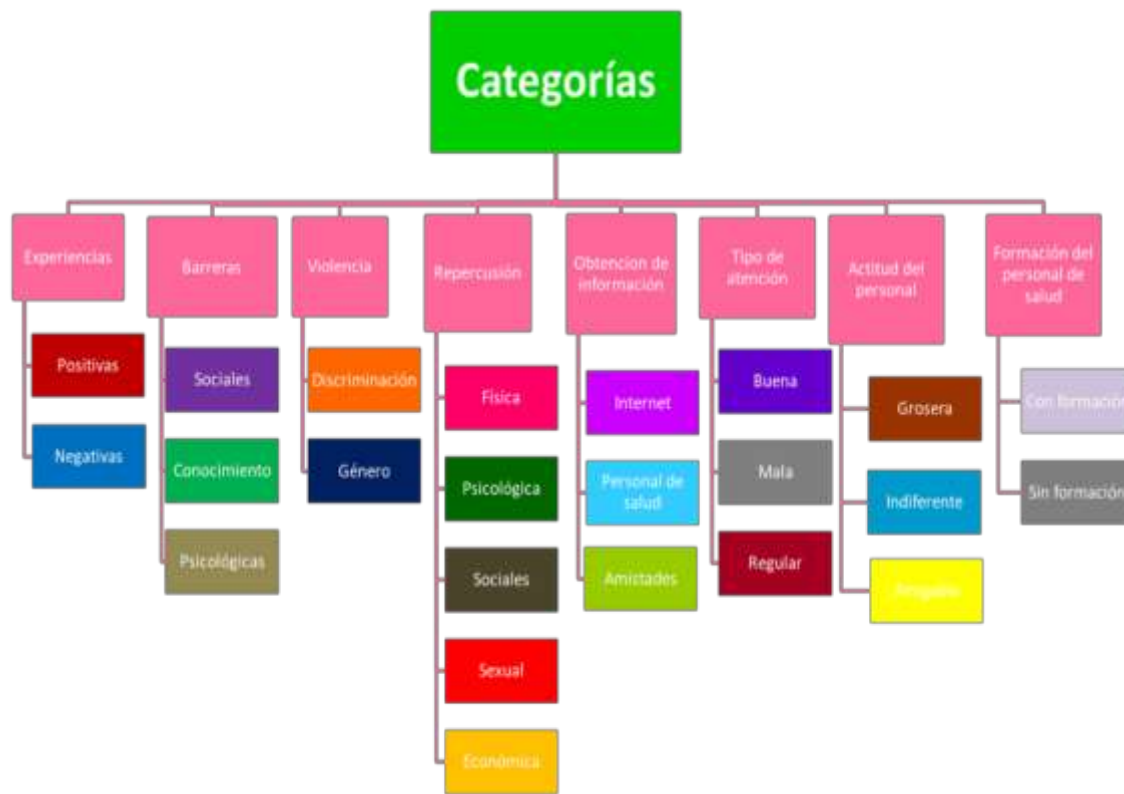 Categorías
Experiencias
Positivas
Negativas
Barreras
Sociales
Conocimiento
Psicológicas
Violencia
Discriminación
Género
Repercusión
Física
Psicológica
Sociales
Sexual
Económica
Obtencion de
información
Internet
Personal de
salud
Amistades
Tipo de
atención
Buena
Mala
Regular
Actitud del
personal
Grosera
Indiferente
Formación del
personal de
salud
Con formación
Sin formación